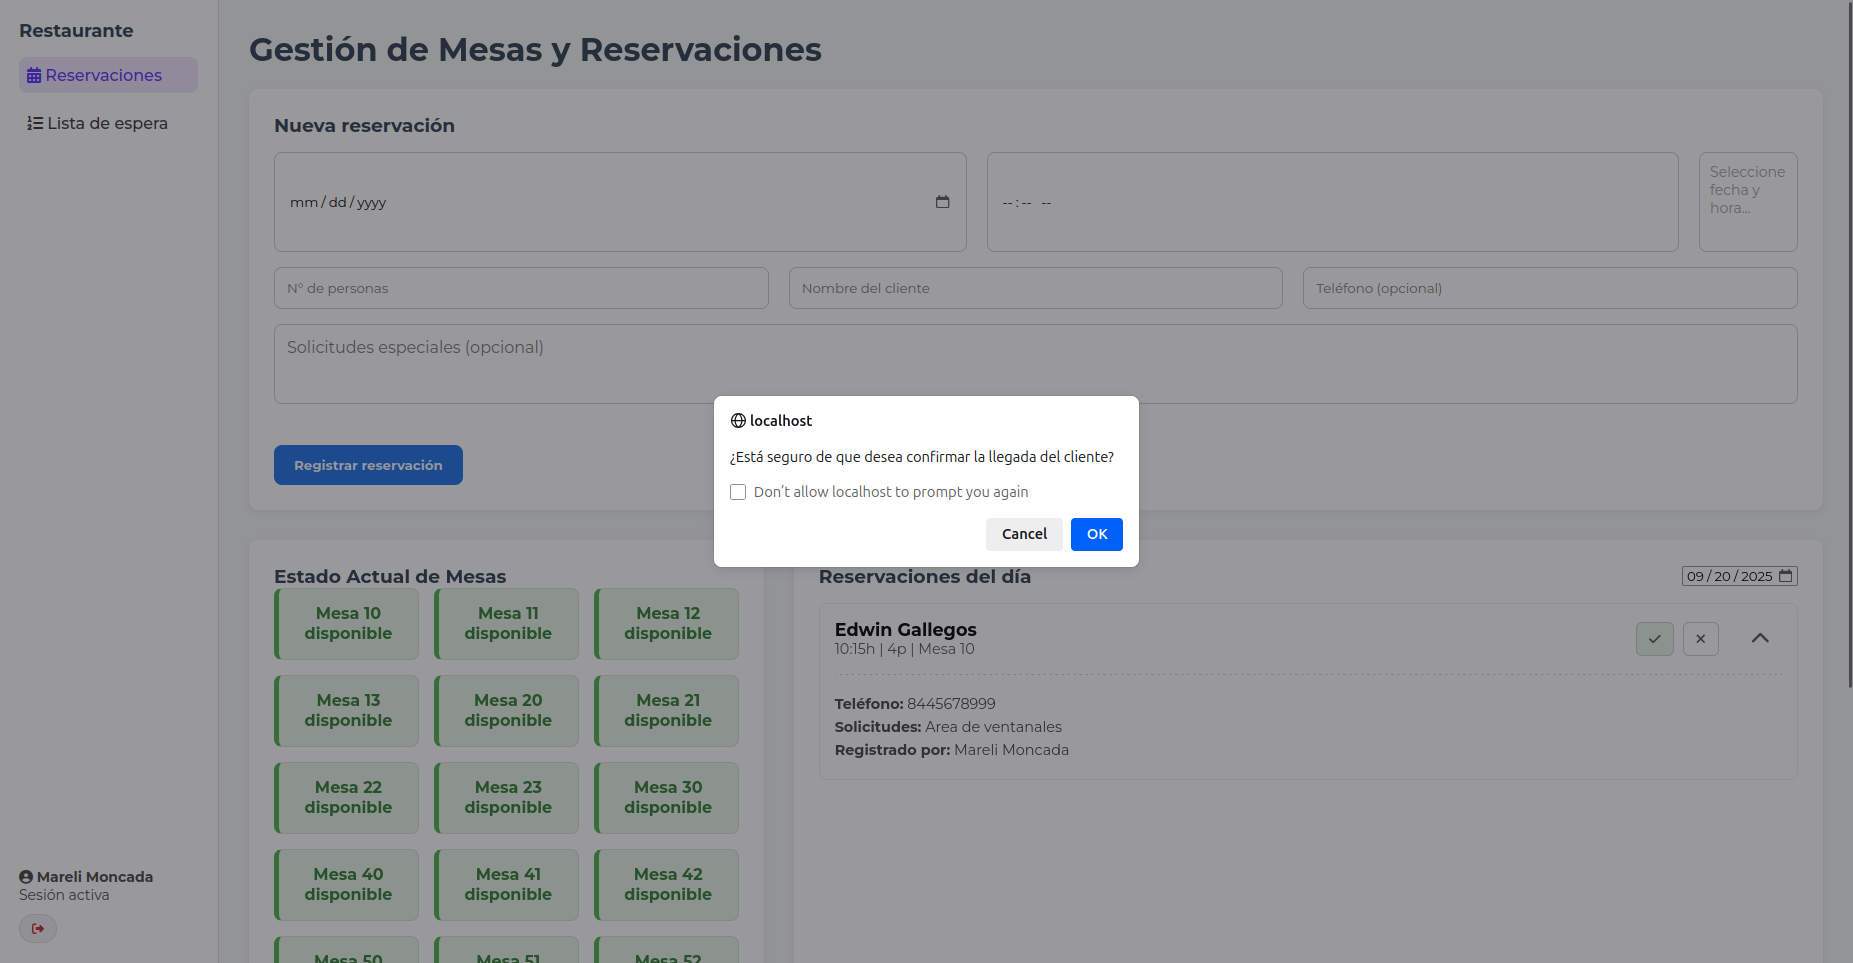 Restaurante
Reservaciones
Lista de espera
Gestión de Mesas y Reservaciones
Nueva reservación
mm / dd / yyyy
-- : -- --
Seleccione
fecha y
hora...
N° de personas
Nombre del cliente
Teléfono (opcional)
Solicitudes especiales (opcional)
Registrar reservación
localhost
¿Está seguro de que desea confirmar la llegada del cliente?
Don't allow localhost to prompt you again
Cancel
OK
Estado Actual de Mesas
Mesa 10
disponible
Mesa 11
disponible
Mesa 12
disponible
Mesa 13
disponible
Mesa 20
disponible
Mesa 21
disponible
Mesa 22
disponible
Mesa 23
disponible
Mesa 30
disponible
Mesa 40
disponible
Mesa 41
disponible
Mesa 42
disponible
Mesa 50
Mesa 51
Mesa 52
Reservaciones del día
09 / 20 / 2025
Edwin Gallegos
10:15h | 4p | Mesa 10
Teléfono: 8445678999
Solicitudes: Area de ventanales
Registrado por: Mareli Moncada
Mareli Moncada
Sesión activa